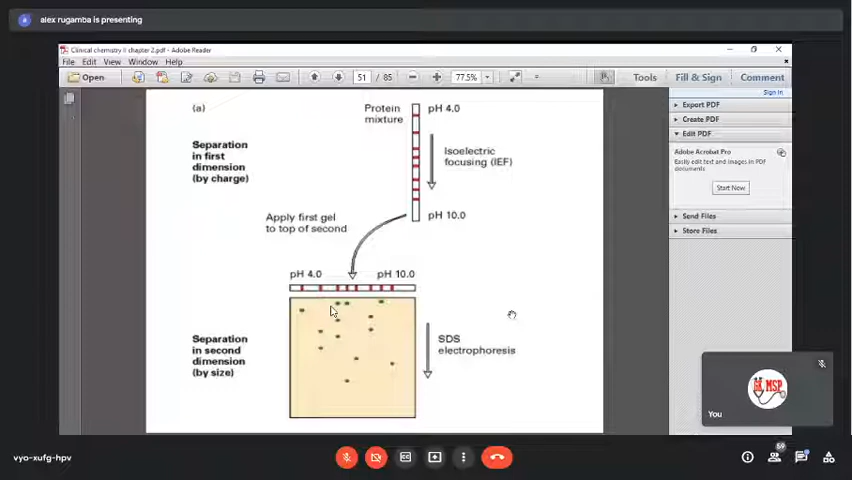 a
alex rugamba is presenting
Clinical chemistry II chapter 2.pdf - Adobe Reader
File Edit View Window Help
Open 51 / 85 77.5% Tools Fill & Sign Comment
Sign In
Export PDF
Create PDF
Edit PDF
Adobe Acrobat Pro
Easily edit text and images in PDF
documents
Start Now
Send Files
Store Files
(a)
Protein
mixture
pH 4.0
Separation
in first
dimension
(by charge)
Isoelectric
focusing (IEF)
pH 10.0
Apply first gel
to top of second
pH 4.0 pH 10.0
Separation
in second
dimension
(by size)
SDS
electrophoresis
MSP
You
vyo-xufg-hpv
59